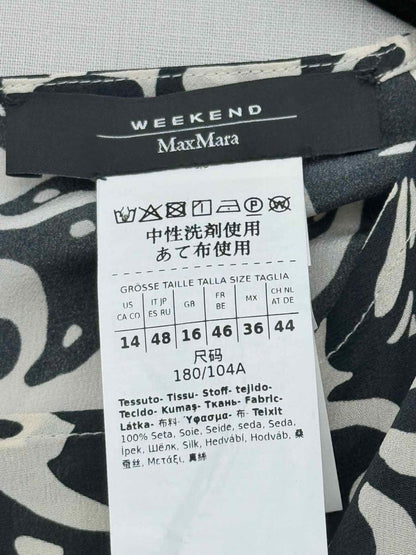 WEEKEND
MaxMara
中性洗剤使用
あて布使用
GRÖSSE TAILLE TALLA SIZE TAGLIA
US IT JP GB FR MX CH NL
CA CO ES RU BE AT DE
14 48 16 46 36 44
尺码
180/104A
Tessuto- Tissu- Stoff- tejido-
Tecido- Kumaş- Ткань- Fabric-
Látka- 布料- Ύφασμα- 布- Teixit
100% Seta, Soie, Seide, seda, Seda,
İpek, Шёлк, Silk, Hedvábí, Hodváb, 桑
蚕丝, Μετάξι, 真絲